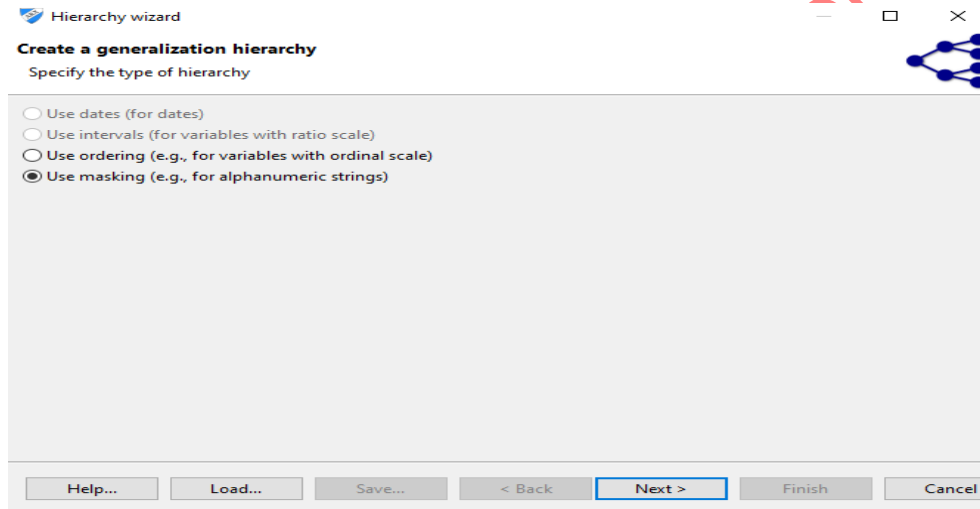 Hierarchy wizard
Create a generalization hierarchy
Specify the type of hierarchy
Use dates (for dates)
Use intervals (for variables with ratio scale)
Use ordering (e.g., for variables with ordinal scale)
Use masking (e.g., for alphanumeric strings)
Help... Load... Save... < Back Next > Finish Cancel